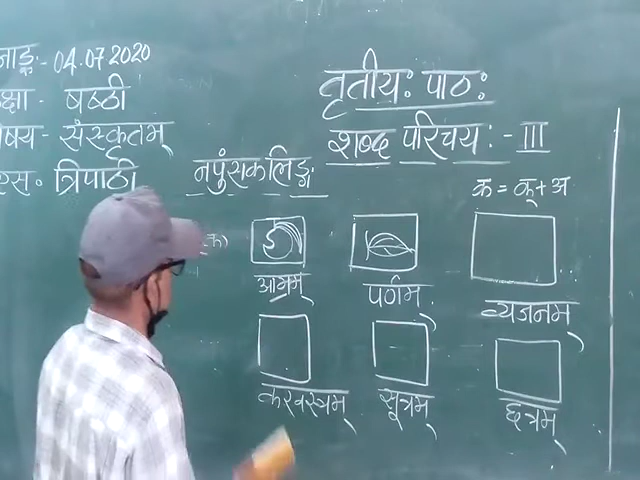 नाङ्कः - 04.07.2020
क्षा - षष्ठी
षय - संस्कृतम्
एस॰ त्रिपाठी
तृतीयः पाठः
शब्द परिचयः - III
नपुंसकलिङ्ग
क = क् + अ
(क)
आम्रम् पर्णम् व्यजनम्
करवस्त्रम् सूत्रम् छत्रम्